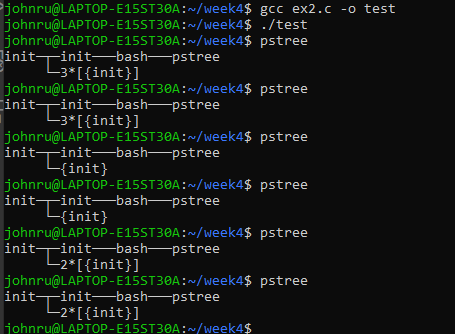 johnru@LAPTOP-E15ST30A:~/week4$ gcc ex2.c -o test
johnru@LAPTOP-E15ST30A:~/week4$ ./test
johnru@LAPTOP-E15ST30A:~/week4$ pstree
init─┬─init───bash───pstree
     └─3*[{init}]
johnru@LAPTOP-E15ST30A:~/week4$ pstree
init─┬─init───bash───pstree
     └─3*[{init}]
johnru@LAPTOP-E15ST30A:~/week4$ pstree
init─┬─init───bash───pstree
     └─{init}
johnru@LAPTOP-E15ST30A:~/week4$ pstree
init─┬─init───bash───pstree
     └─{init}
johnru@LAPTOP-E15ST30A:~/week4$ pstree
init─┬─init───bash───pstree
     └─2*[{init}]
johnru@LAPTOP-E15ST30A:~/week4$ pstree
init─┬─init───bash───pstree
     └─2*[{init}]
johnru@LAPTOP-E15ST30A:~/week4$